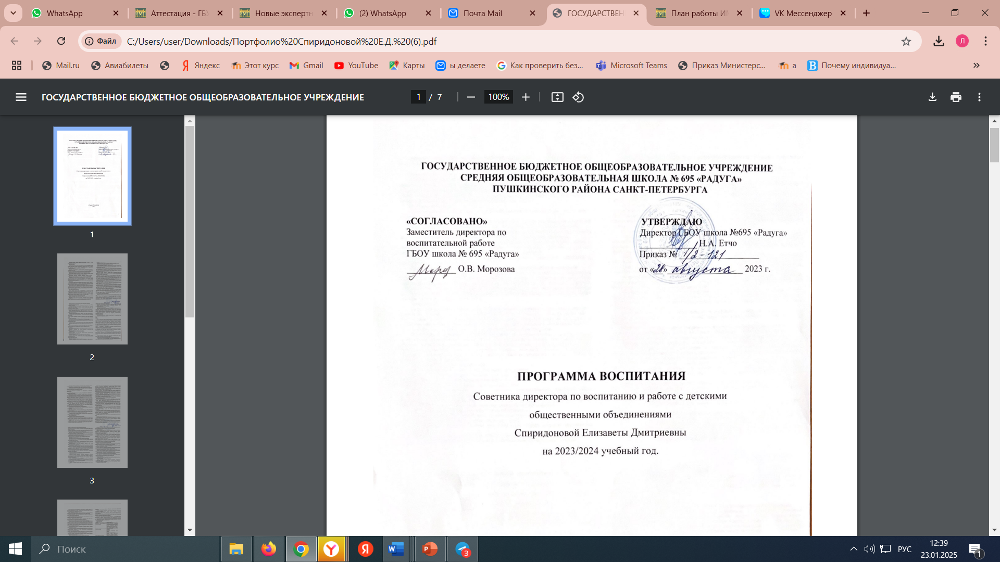 WhatsApp
Аттестация - ГБУ
Новые экспертн
(2) WhatsApp
Почта Mail
ГОСУДАРСТВЕН
План работы ИМ
VK Мессенджер
Файл
C:/Users/user/Downloads/Портфолио%20Спиридоновой%20Е.Д.%20(6).pdf
Л
Mail.ru
Авиабилеты
Яндекс
Этот курс
Gmail
YouTube
Карты
ы делаете
Как проверить без...
Microsoft Teams
Приказ Министерс...
а
Почему индивидуа...
ГОСУДАРСТВЕННОЕ БЮДЖЕТНОЕ ОБЩЕОБРАЗОВАТЕЛЬНОЕ УЧРЕЖДЕНИЕ
1 / 7
100%
1
2
3
ГОСУДАРСТВЕННОЕ БЮДЖЕТНОЕ ОБЩЕОБРАЗОВАТЕЛЬНОЕ УЧРЕЖДЕНИЕ
СРЕДНЯЯ ОБЩЕОБРАЗОВАТЕЛЬНАЯ ШКОЛА № 695 «РАДУГА»
ПУШКИНСКОГО РАЙОНА САНКТ-ПЕТЕРБУРГА
«СОГЛАСОВАНО»
Заместитель директора по
воспитательной работе
ГБОУ школа № 695 «Радуга»
О.В. Морозова
УТВЕРЖДАЮ
Директор ГБОУ школа №695 «Радуга»
Н.А. Етчо
Приказ № 1/2-121
от «28» августа 2023 г.
ПРОГРАММА ВОСПИТАНИЯ
Советника директора по воспитанию и работе с детскими
общественными объединениями
Спиридоновой Елизаветы Дмитриевны
на 2023/2024 учебный год.
Поиск
3
РУС
12:39
23.01.2025
1